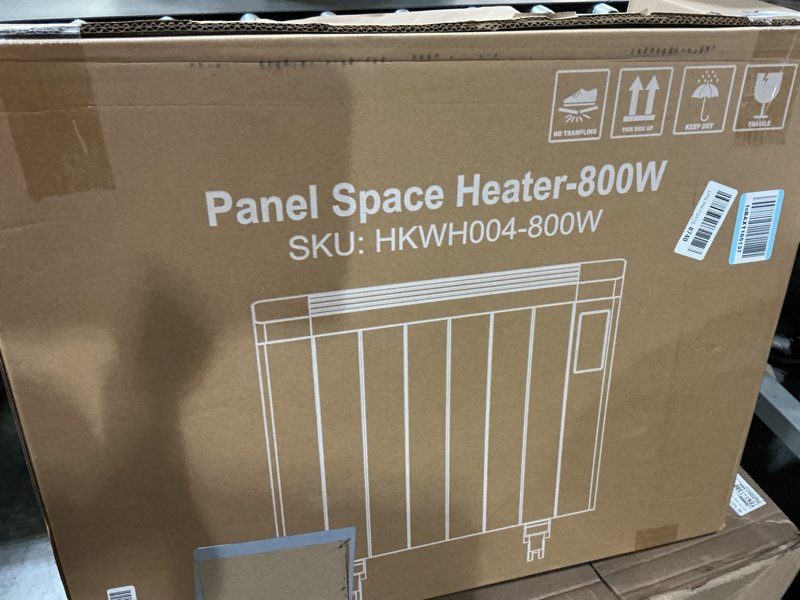 NO TRAMPLING
THIS SIDE UP
KEEP DRY
FRAGILE
Panel Space Heater-800W
SKU: HKWH004-800W